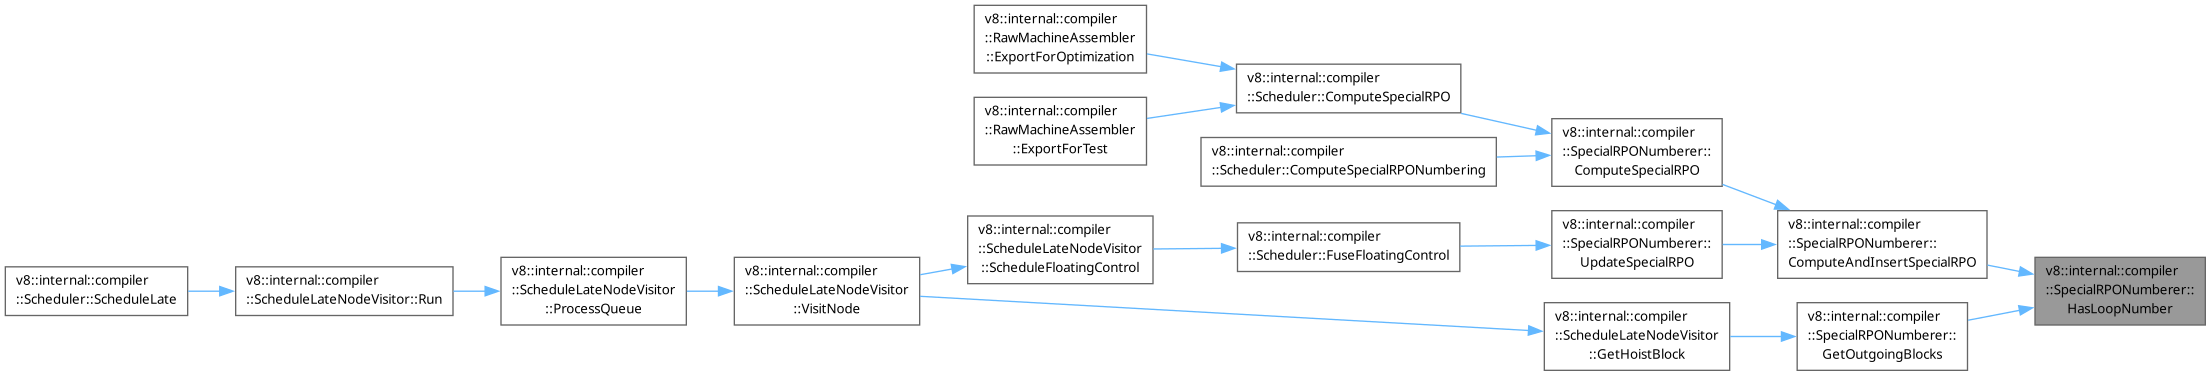 v8::internal::compiler
::RawMachineAssembler
::ExportForOptimization
v8::internal::compiler
::Scheduler::ComputeSpecialRPO
v8::internal::compiler
::RawMachineAssembler
::ExportForTest
v8::internal::compiler
::SpecialRPONumberer::
ComputeSpecialRPO
v8::internal::compiler
::Scheduler::ComputeSpecialRPONumbering
v8::internal::compiler
::ScheduleLateNodeVisitor
::ScheduleFloatingControl
v8::internal::compiler
::Scheduler::FuseFloatingControl
v8::internal::compiler
::SpecialRPONumberer::
UpdateSpecialRPO
v8::internal::compiler
::SpecialRPONumberer::
ComputeAndInsertSpecialRPO
v8::internal::compiler
::Scheduler::ScheduleLate
v8::internal::compiler
::ScheduleLateNodeVisitor::Run
v8::internal::compiler
::ScheduleLateNodeVisitor
::ProcessQueue
v8::internal::compiler
::ScheduleLateNodeVisitor
::VisitNode
v8::internal::compiler
::SpecialRPONumberer::
HasLoopNumber
v8::internal::compiler
::ScheduleLateNodeVisitor
::GetHoistBlock
v8::internal::compiler
::SpecialRPONumberer::
GetOutgoingBlocks